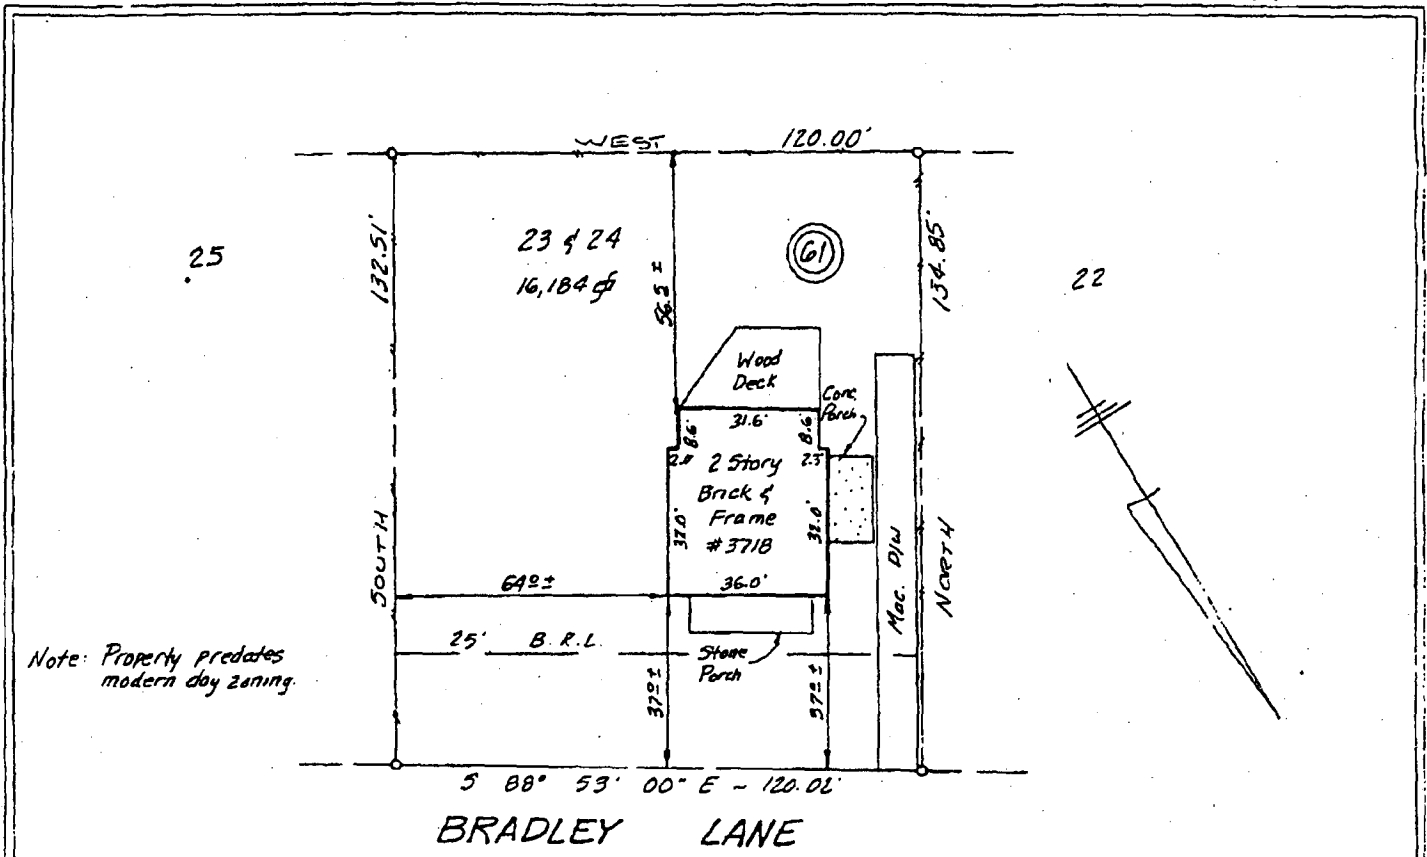 WEST 120.00'
132.51'
134.85'
25
23 & 24
16,184 sf
61
22
56.5 ±
Wood
Deck
Conc.
Porch
31.6'
8.6'
8.6'
2.0'
2.3'
2 Story
Brick &
Frame
#3718
37.0'
36.0'
SOUTH
NORTH
Mac. D/W
64.0 ±
25' B.R.L.
Stone
Porch
Note: Property predates
modern day zoning.
37.0 ±
37.0 ±
S 88° 53' 00" E ~ 120.02'
BRADLEY LANE